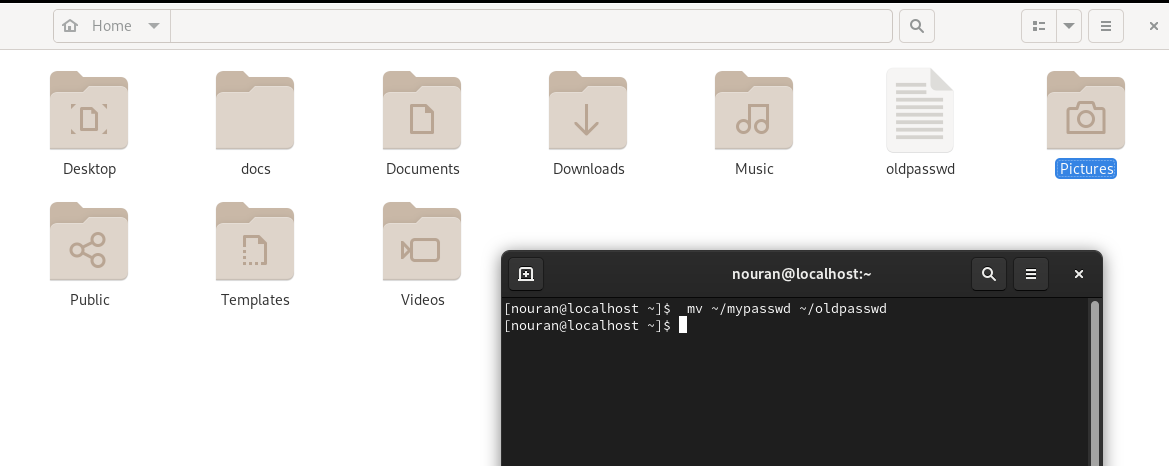 Home
Desktop
docs
Documents
Downloads
Music
oldpasswd
Pictures
Public
Templates
Videos
nouran@localhost:~
[nouran@localhost ~]$  mv ~/mypasswd ~/oldpasswd
[nouran@localhost ~]$